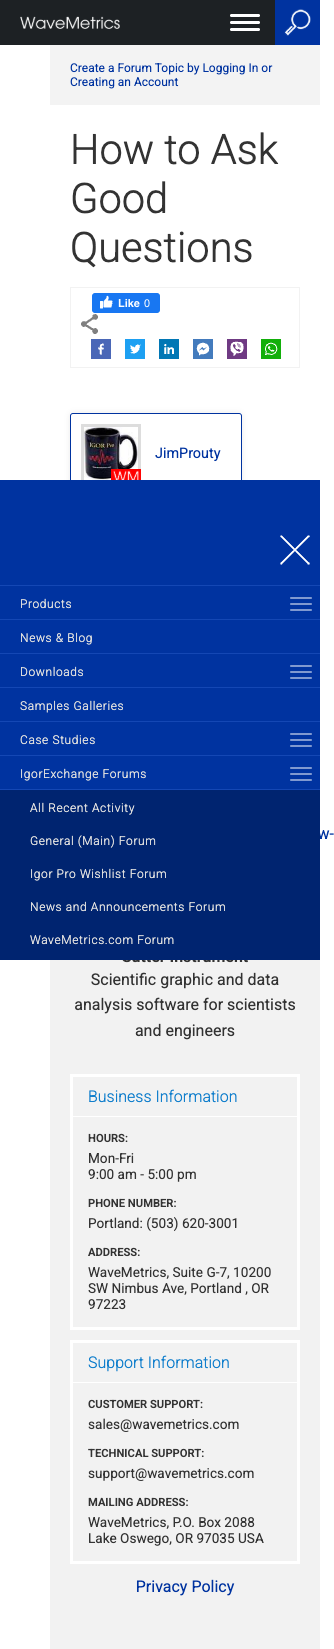 WaveMetrics
Create a Forum Topic by Logging In or
Creating an Account
How to Ask
Good
Questions
Like 0
IGOR Pro
WM
JimProuty
Products
News & Blog
Downloads
Samples Galleries
Case Studies
IgorExchange Forums
All Recent Activity
General (Main) Forum
Igor Pro Wishlist Forum
News and Announcements Forum
WaveMetrics.com Forum
w-
Sutter Instrument
Scientific graphic and data
analysis software for scientists
and engineers
Business Information
HOURS:
Mon-Fri
9:00 am - 5:00 pm
PHONE NUMBER:
Portland: (503) 620-3001
ADDRESS:
WaveMetrics, Suite G-7, 10200
SW Nimbus Ave, Portland , OR
97223
Support Information
CUSTOMER SUPPORT:
sales@wavemetrics.com
TECHNICAL SUPPORT:
support@wavemetrics.com
MAILING ADDRESS:
WaveMetrics, P.O. Box 2088
Lake Oswego, OR 97035 USA
Privacy Policy